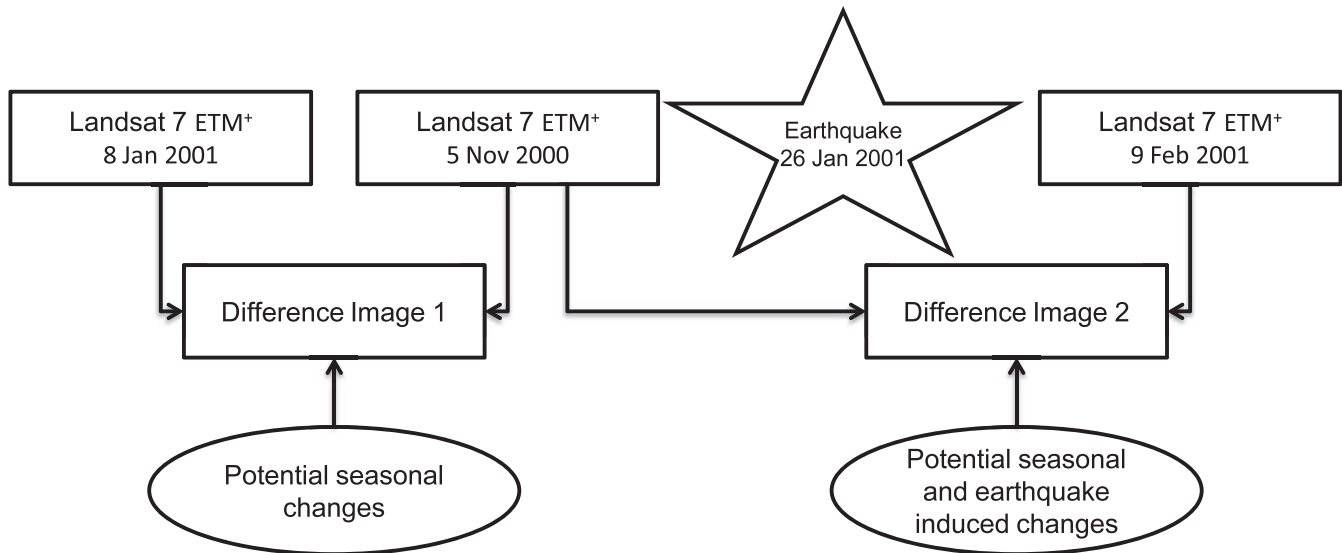 Landsat 7 ETM⁺
8 Jan 2001
Landsat 7 ETM⁺
5 Nov 2000
Earthquake
26 Jan 2001
Landsat 7 ETM⁺
9 Feb 2001
Difference Image 1
Difference Image 2
Potential seasonal
changes
Potential seasonal
and earthquake
induced changes